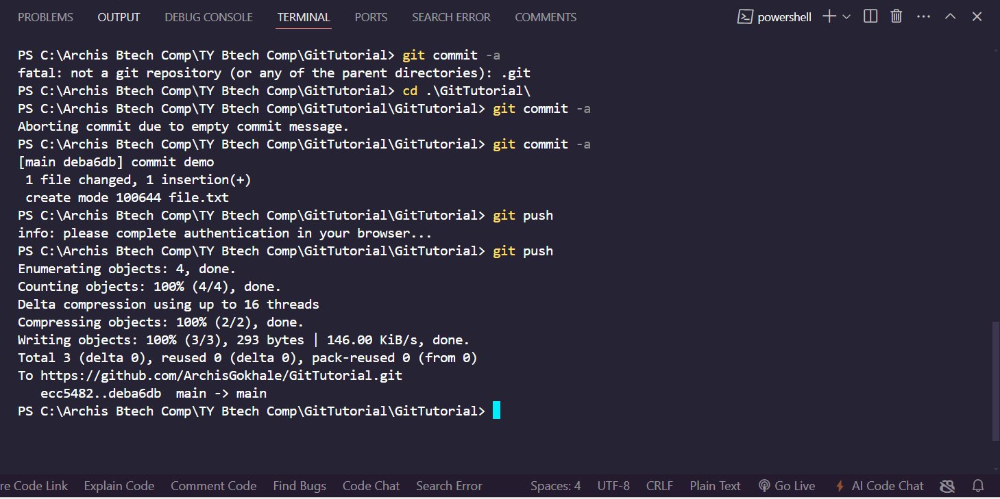 PROBLEMS OUTPUT DEBUG CONSOLE TERMINAL PORTS SEARCH ERROR COMMENTS powershell
PS C:\Archis Btech Comp\TY Btech Comp\GitTutorial> git commit -a
fatal: not a git repository (or any of the parent directories): .git
PS C:\Archis Btech Comp\TY Btech Comp\GitTutorial> cd .\GitTutorial\
PS C:\Archis Btech Comp\TY Btech Comp\GitTutorial\GitTutorial> git commit -a
Aborting commit due to empty commit message.
PS C:\Archis Btech Comp\TY Btech Comp\GitTutorial\GitTutorial> git commit -a
[main deba6db] commit demo
 1 file changed, 1 insertion(+)
 create mode 100644 file.txt
PS C:\Archis Btech Comp\TY Btech Comp\GitTutorial\GitTutorial> git push
info: please complete authentication in your browser...
PS C:\Archis Btech Comp\TY Btech Comp\GitTutorial\GitTutorial> git push
Enumerating objects: 4, done.
Counting objects: 100% (4/4), done.
Delta compression using up to 16 threads
Compressing objects: 100% (2/2), done.
Writing objects: 100% (3/3), 293 bytes | 146.00 KiB/s, done.
Total 3 (delta 0), reused 0 (delta 0), pack-reused 0 (from 0)
To https://github.com/ArchisGokhale/GitTutorial.git
   ecc5482..deba6db  main -> main
PS C:\Archis Btech Comp\TY Btech Comp\GitTutorial\GitTutorial>
re Code Link Explain Code Comment Code Find Bugs Code Chat Search Error Spaces: 4 UTF-8 CRLF Plain Text Go Live AI Code Chat